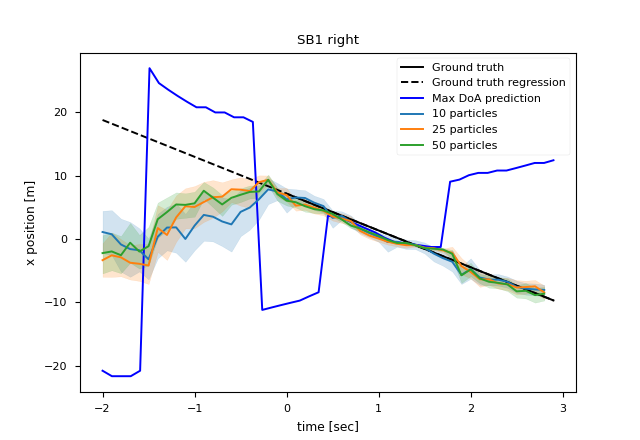 SB1 right
Ground truth
Ground truth regression
Max DoA prediction
10 particles
25 particles
50 particles
20
10
0
−10
−20
x position [m]
−2
−1
0
1
2
3
time [sec]